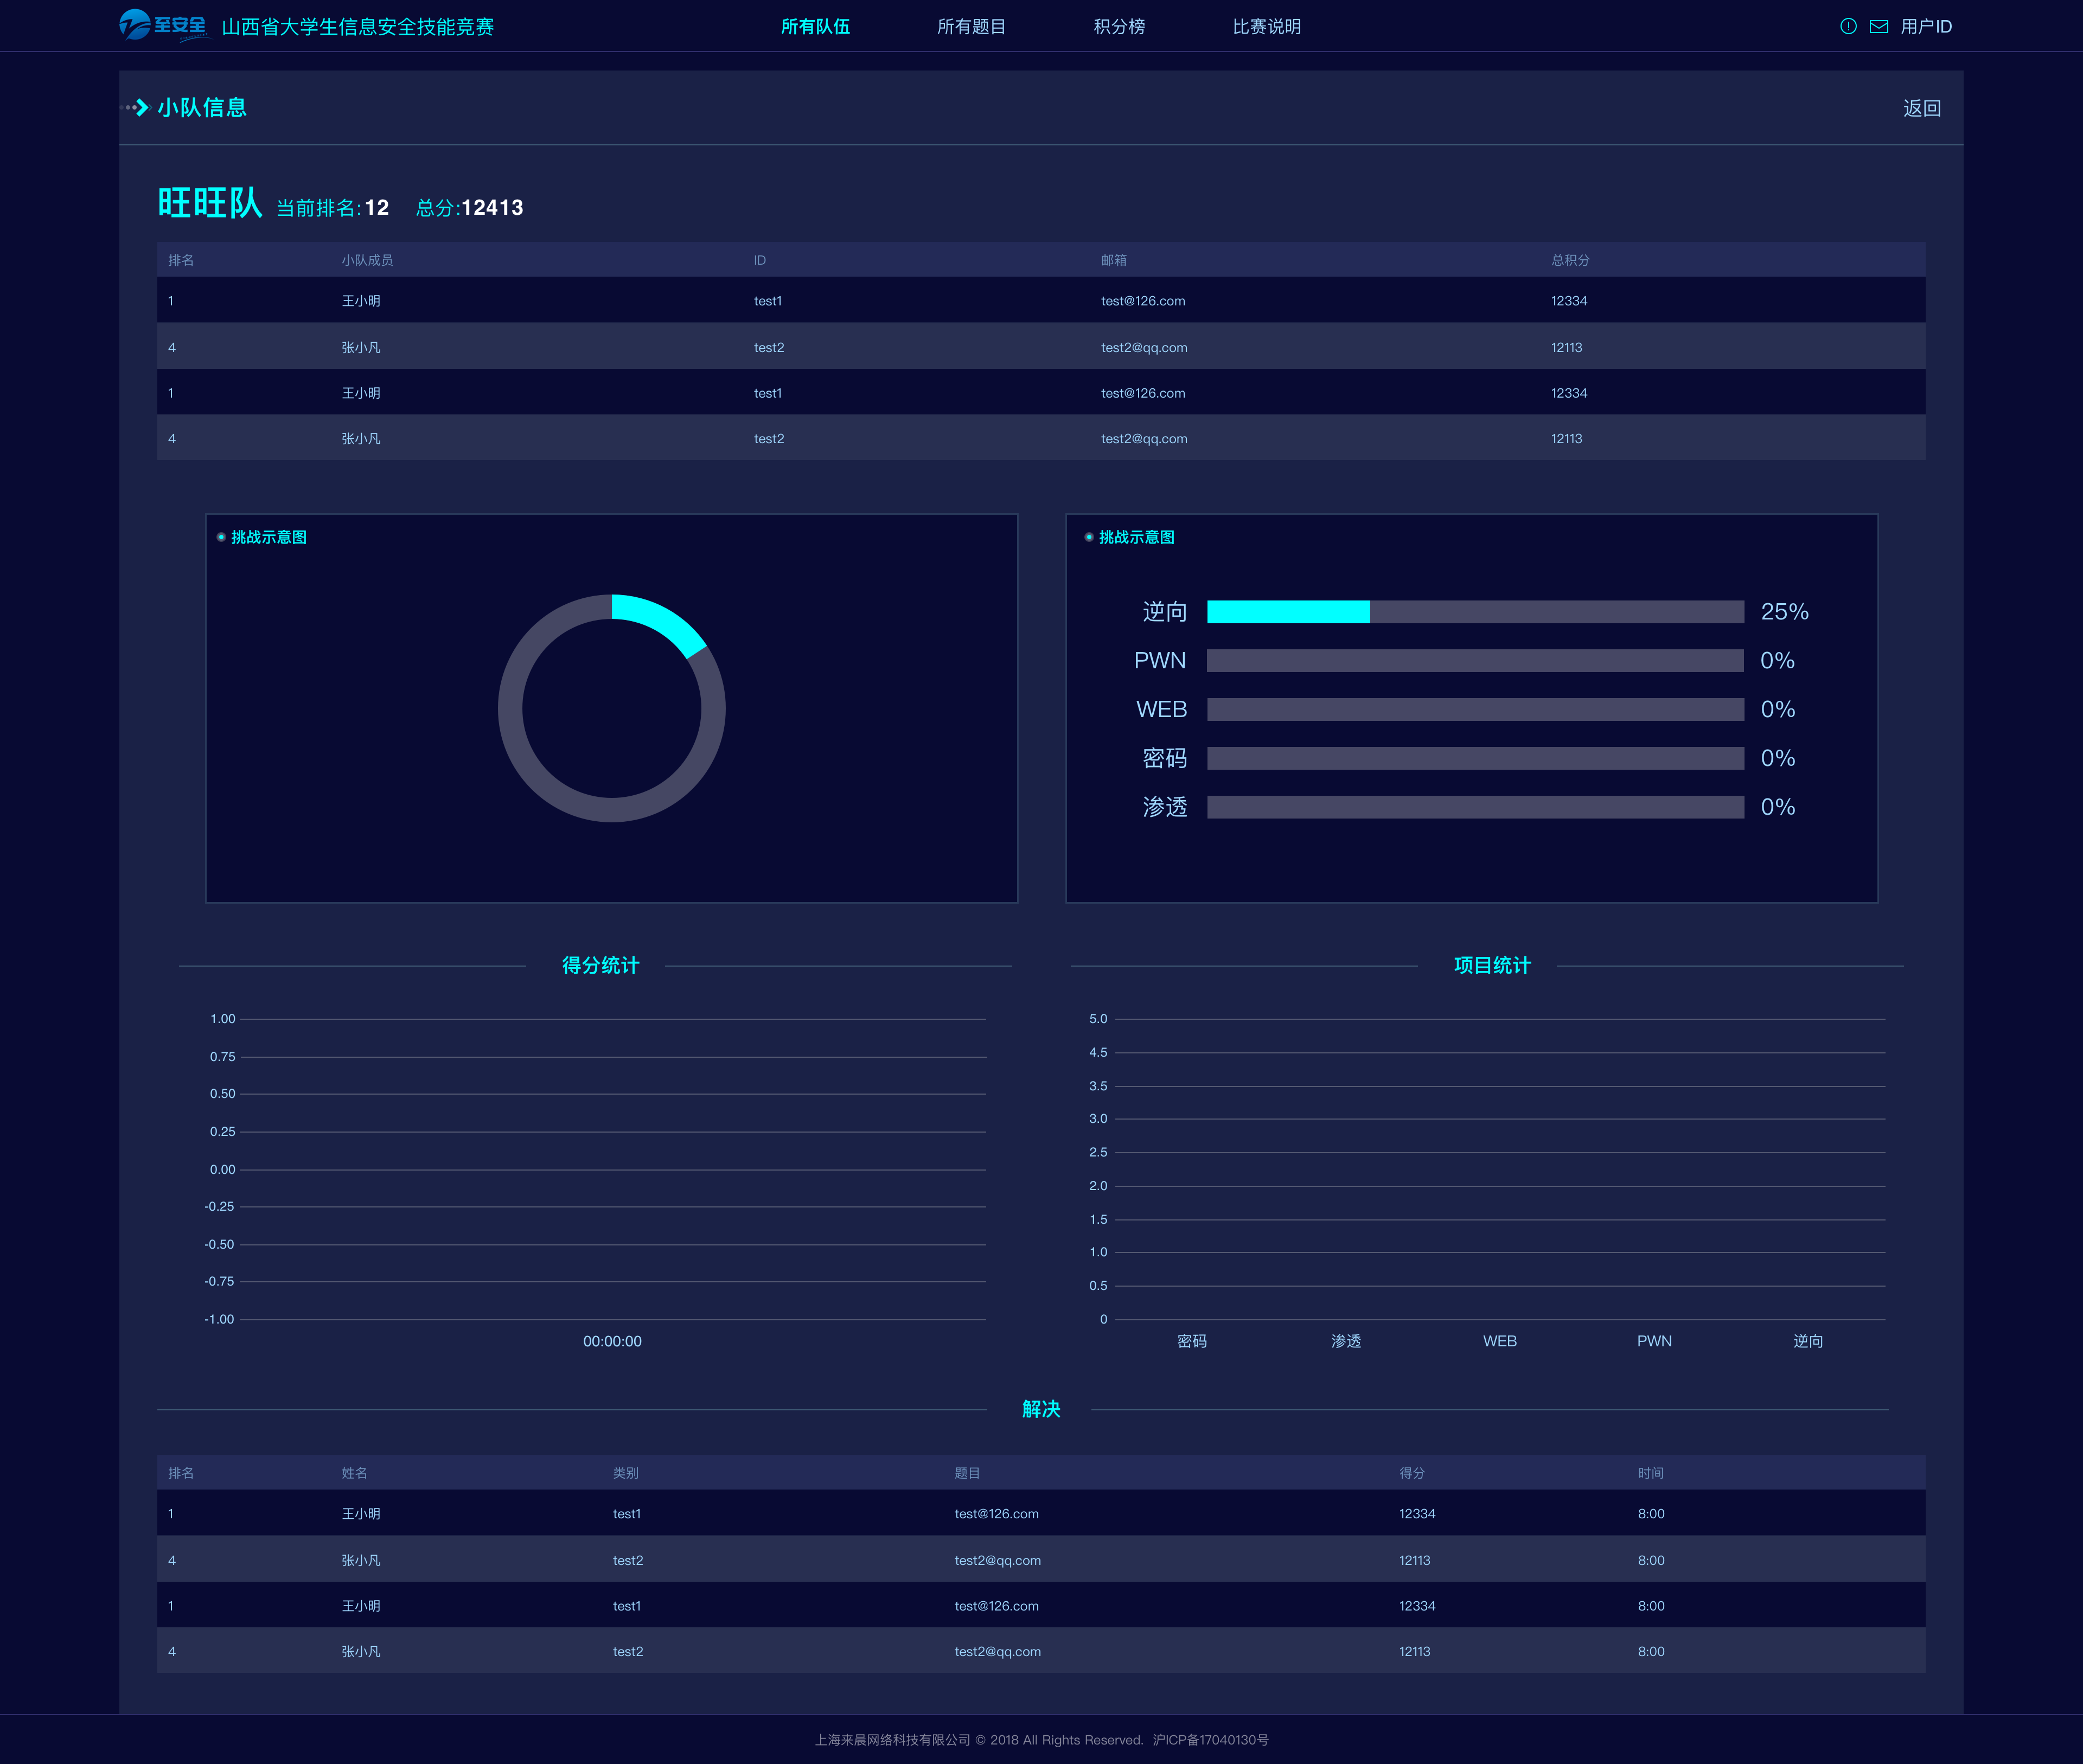 至安全 山西省大学生信息安全技能竞赛 所有队伍 所有题目 积分榜 比赛说明 用户ID
小队信息 返回
旺旺队 当前排名:12 总分:12413
排名 小队成员 ID 邮箱 总积分
1 王小明 test1 test@126.com 12334
4 张小凡 test2 test2@qq.com 12113
1 王小明 test1 test@126.com 12334
4 张小凡 test2 test2@qq.com 12113
挑战示意图
挑战示意图
逆向 25%
PWN 0%
WEB 0%
密码 0%
渗透 0%
得分统计
1.00
0.75
0.50
0.25
0.00
-0.25
-0.50
-0.75
-1.00
00:00:00
项目统计
5.0
4.5
3.5
3.0
2.5
2.0
1.5
1.0
0.5
0
密码 渗透 WEB PWN 逆向
解决
排名 姓名 类别 题目 得分 时间
1 王小明 test1 test@126.com 12334 8:00
4 张小凡 test2 test2@qq.com 12113 8:00
1 王小明 test1 test@126.com 12334 8:00
4 张小凡 test2 test2@qq.com 12113 8:00
上海来晨网络科技有限公司 © 2018 All Rights Reserved. 沪ICP备17040130号